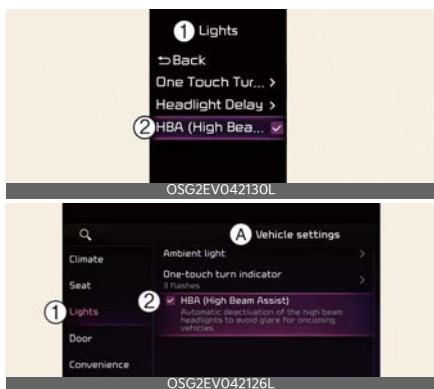 1 Lights
Back
One Touch Tur... >
Headlight Delay >
2 HBA (High Bea...
OSG2EV042130L
A Vehicle settings
Climate
Ambient light >
Seat
One-touch turn indicator >
3 flashes
1 Lights
2 HBA (High Beam Assist)
Automatic deactivation of the high beam
headlights to avoid glare for oncoming
vehicles.
Door
Convenience
OSG2EV042126L